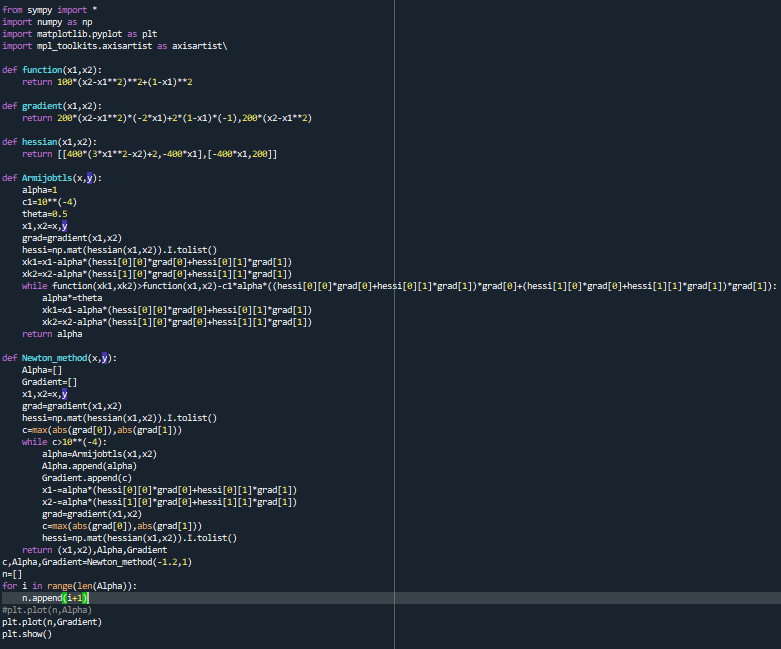 from sympy import *
import numpy as np
import matplotlib.pyplot as plt
import mpl_toolkits.axisartist as axisartist\
def function(x1,x2):
    return 100*(x2-x1**2)**2+(1-x1)**2
def gradient(x1,x2):
    return 200*(x2-x1**2)*(-2*x1)+2*(1-x1)*(-1),200*(x2-x1**2)
def hessian(x1,x2):
    return [[400*(3*x1**2-x2)+2,-400*x1],[-400*x1,200]]
def Armijobtls(x,y):
    alpha=1
    c1=10**(-4)
    theta=0.5
    x1,x2=x,y
    grad=gradient(x1,x2)
    hessi=np.mat(hessian(x1,x2)).I.tolist()
    xk1=x1-alpha*(hessi[0][0]*grad[0]+hessi[0][1]*grad[1])
    xk2=x2-alpha*(hessi[1][0]*grad[0]+hessi[1][1]*grad[1])
    while function(xk1,xk2)>function(x1,x2)-c1*alpha*((hessi[0][0]*grad[0]+hessi[0][1]*grad[1])*grad[0]+(hessi[1][0]*grad[0]+hessi[1][1]*grad[1])*grad[1]):
        alpha*=theta
        xk1=x1-alpha*(hessi[0][0]*grad[0]+hessi[0][1]*grad[1])
        xk2=x2-alpha*(hessi[1][0]*grad[0]+hessi[1][1]*grad[1])
    return alpha
def Newton_method(x,y):
    Alpha=[]
    Gradient=[]
    x1,x2=x,y
    grad=gradient(x1,x2)
    hessi=np.mat(hessian(x1,x2)).I.tolist()
    c=max(abs(grad[0]),abs(grad[1]))
    while c>10**(-4):
        alpha=Armijobtls(x1,x2)
        Alpha.append(alpha)
        Gradient.append(c)
        x1-=alpha*(hessi[0][0]*grad[0]+hessi[0][1]*grad[1])
        x2-=alpha*(hessi[1][0]*grad[0]+hessi[1][1]*grad[1])
        grad=gradient(x1,x2)
        c=max(abs(grad[0]),abs(grad[1]))
        hessi=np.mat(hessian(x1,x2)).I.tolist()
    return (x1,x2),Alpha,Gradient
c,Alpha,Gradient=Newton_method(-1.2,1)
n=[]
for i in range(len(Alpha)):
    n.append(i+1)
#plt.plot(n,Alpha)
plt.plot(n,Gradient)
plt.show()